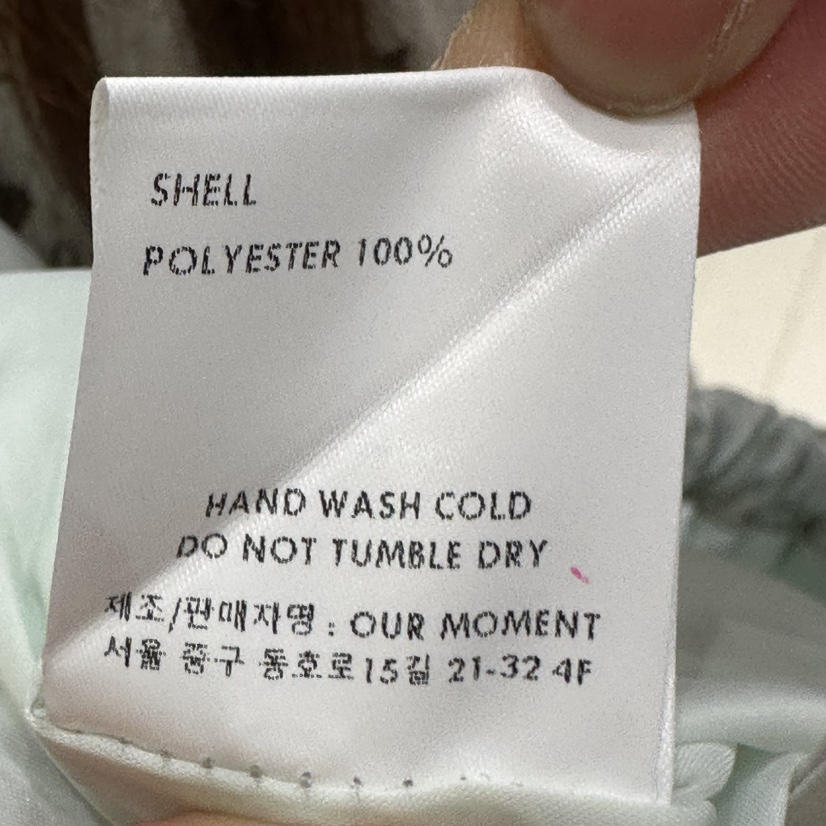 SHELL
POLYESTER 100%
HAND WASH COLD
DO NOT TUMBLE DRY
제조/판매자명 : OUR MOMENT
서울 중구 동호로15길 21-32 4F